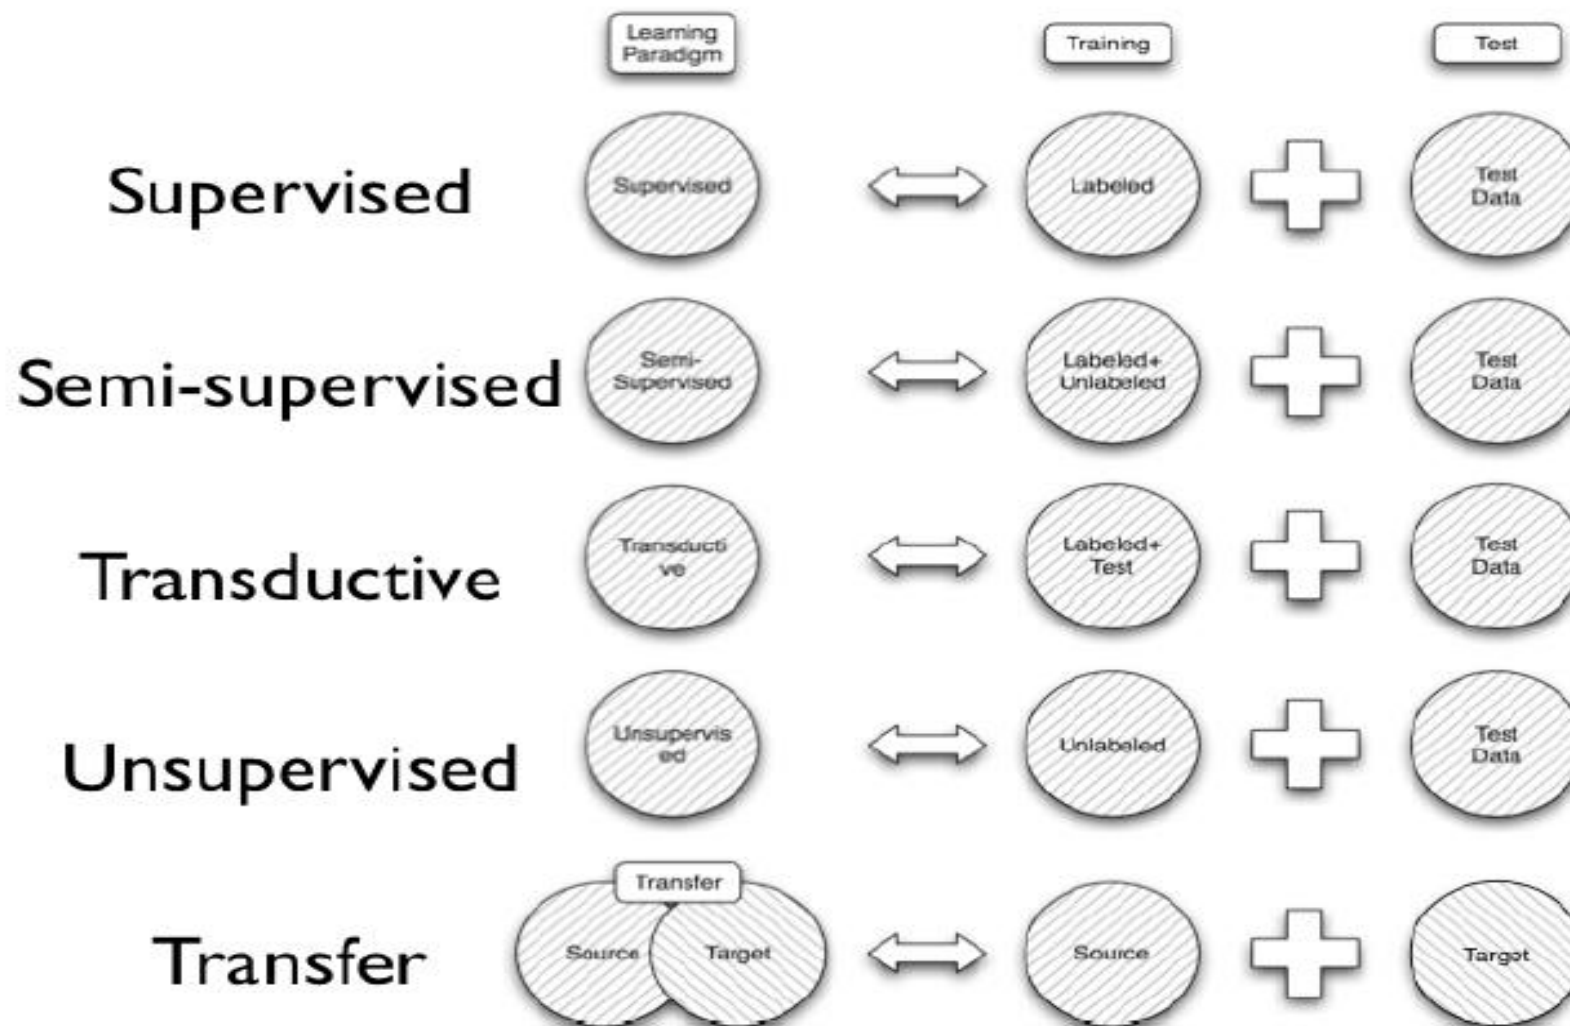 Learning
Paradigm
Training
Test
Supervised
Supervised
Labeled
Test
Data
Semi-supervised
Semi-
Supervised
Labeled+
Unlabeled
Test
Data
Transductive
Transducti
ve
Labeled+
Test
Test
Data
Unsupervised
Unsupervis
ed
Unlabeled
Test
Data
Transfer
Transfer
Source
Target
Source
Target